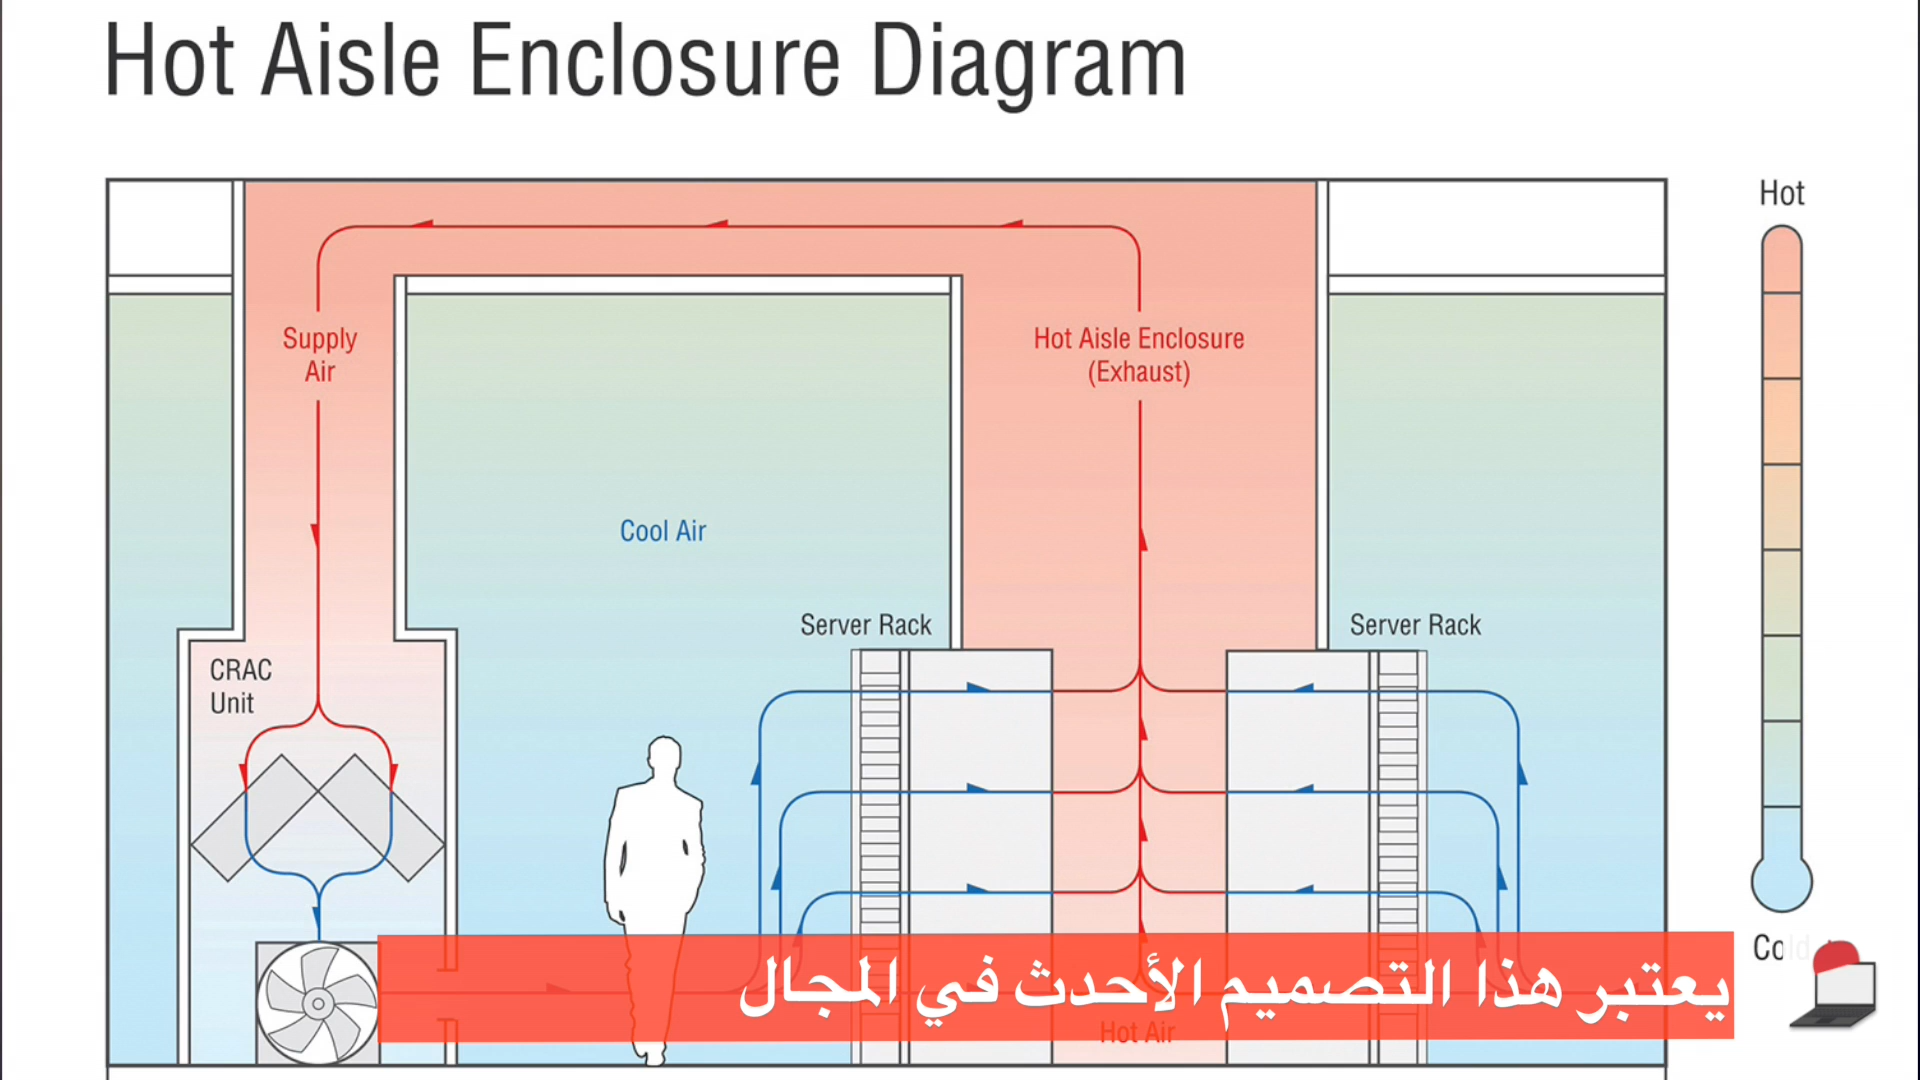 Hot Aisle Enclosure Diagram
Hot
Supply
Air
Hot Aisle Enclosure
(Exhaust)
Cool Air
Server Rack
Server Rack
CRAC
Unit
Cold
يعتبر هذا التصميم الأحدث في المجال
Hot Air